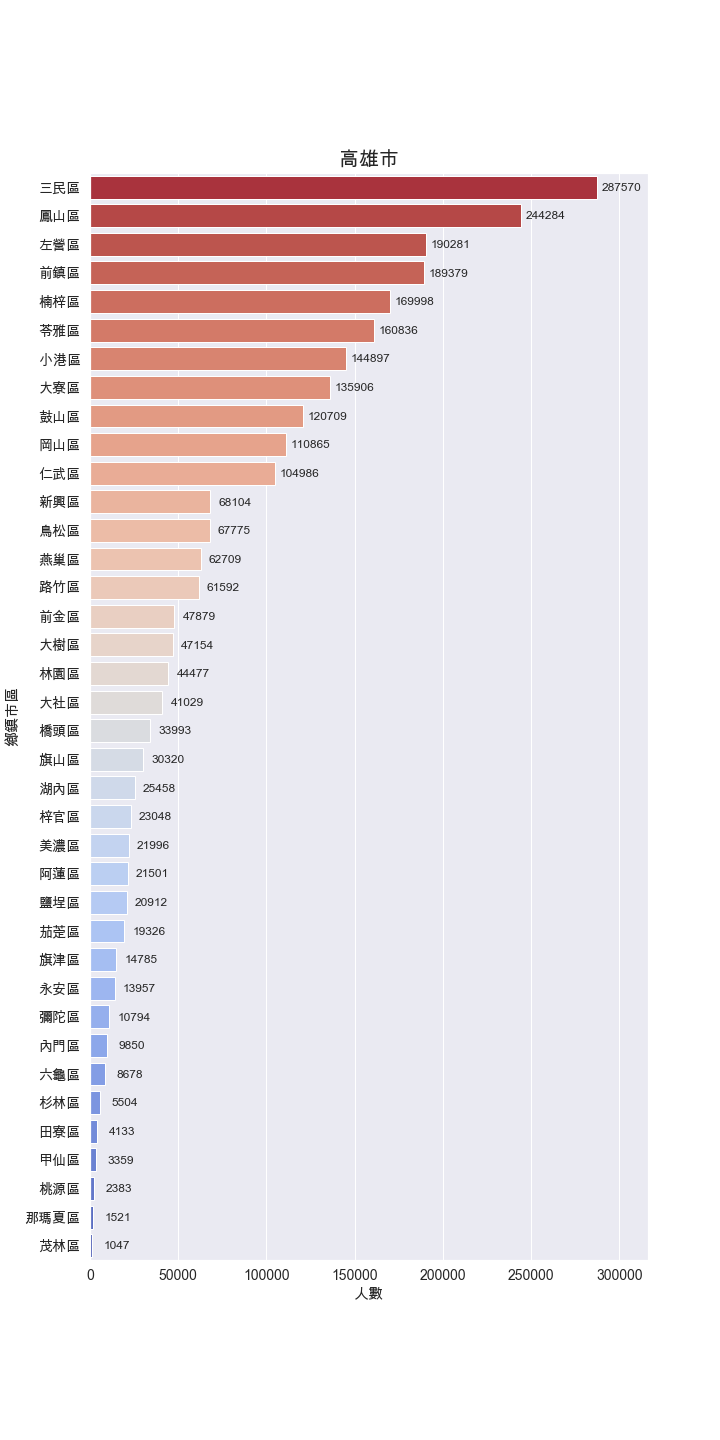 高雄市
三民區 287570
鳳山區 244284
左營區 190281
前鎮區 189379
楠梓區 169998
苓雅區 160836
小港區 144897
大寮區 135906
鼓山區 120709
岡山區 110865
仁武區 104986
新興區 68104
鳥松區 67775
燕巢區 62709
路竹區 61592
前金區 47879
大樹區 47154
林園區 44477
大社區 41029
橋頭區 33993
旗山區 30320
湖內區 25458
梓官區 23048
美濃區 21996
阿蓮區 21501
鹽埕區 20912
茄萣區 19326
旗津區 14785
永安區 13957
彌陀區 10794
內門區 9850
六龜區 8678
杉林區 5504
田寮區 4133
甲仙區 3359
桃源區 2383
那瑪夏區 1521
茂林區 1047
鄉鎮市區
0 50000 100000 150000 200000 250000 300000
人數